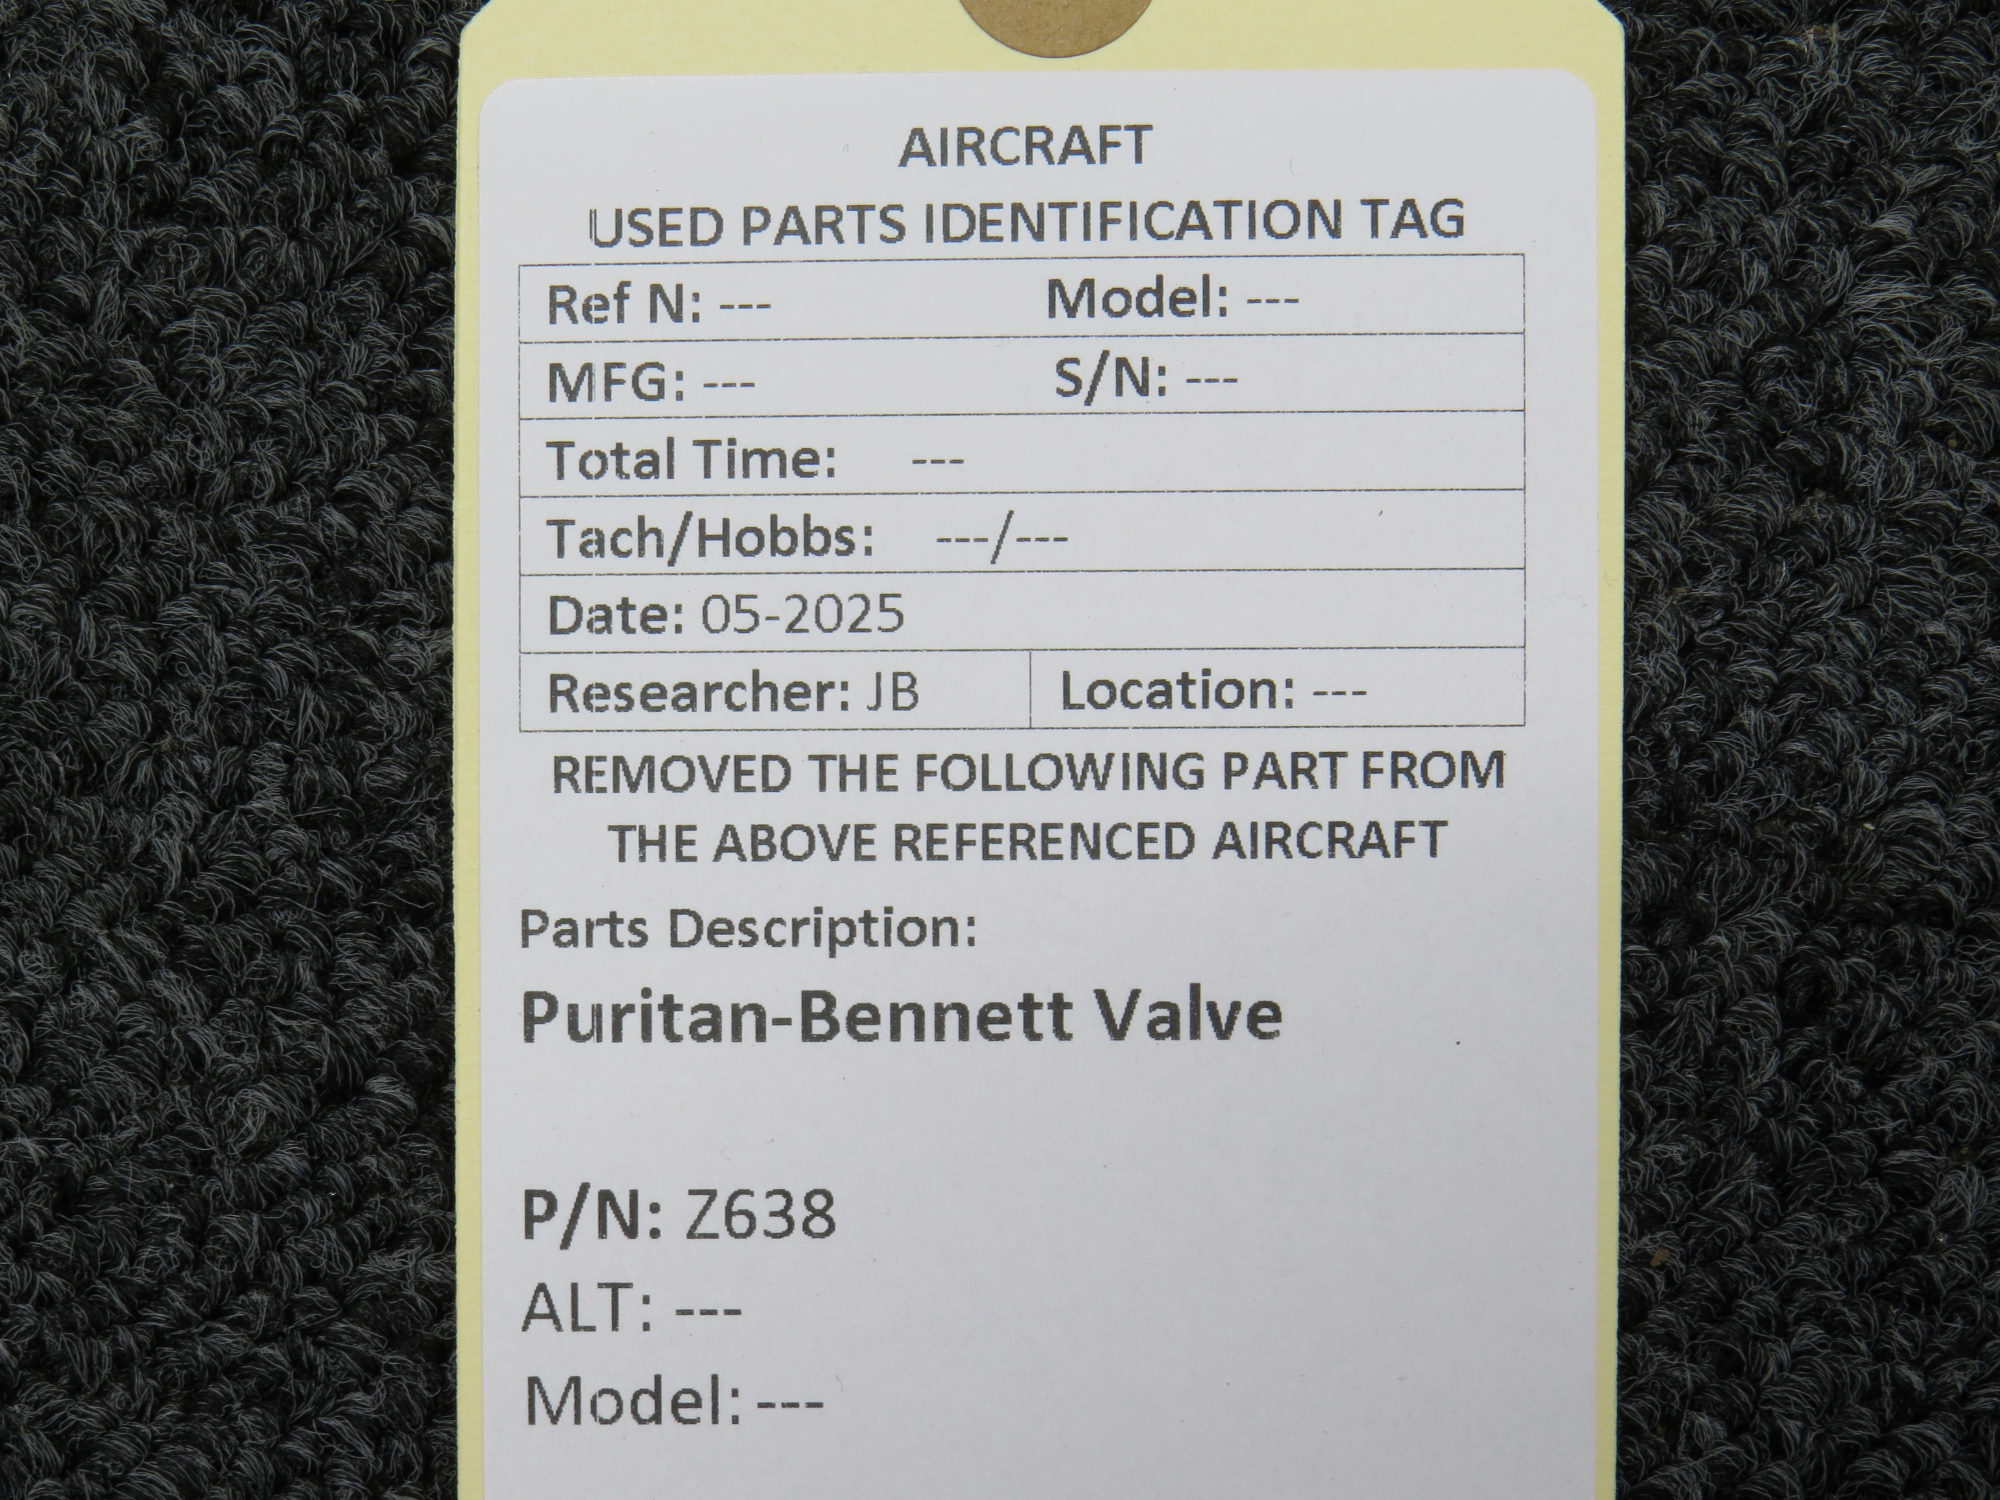 AIRCRAFT
USED PARTS IDENTIFICATION TAG
Ref N: --- Model: ---
MFG: --- S/N: ---
Total Time: ---
Tach/Hobbs: ---/---
Date: 05-2025
Researcher: JB Location: ---
REMOVED THE FOLLOWING PART FROM
THE ABOVE REFERENCED AIRCRAFT
Parts Description:
Puritan-Bennett Valve
P/N: Z638
ALT: ---
Model: ---